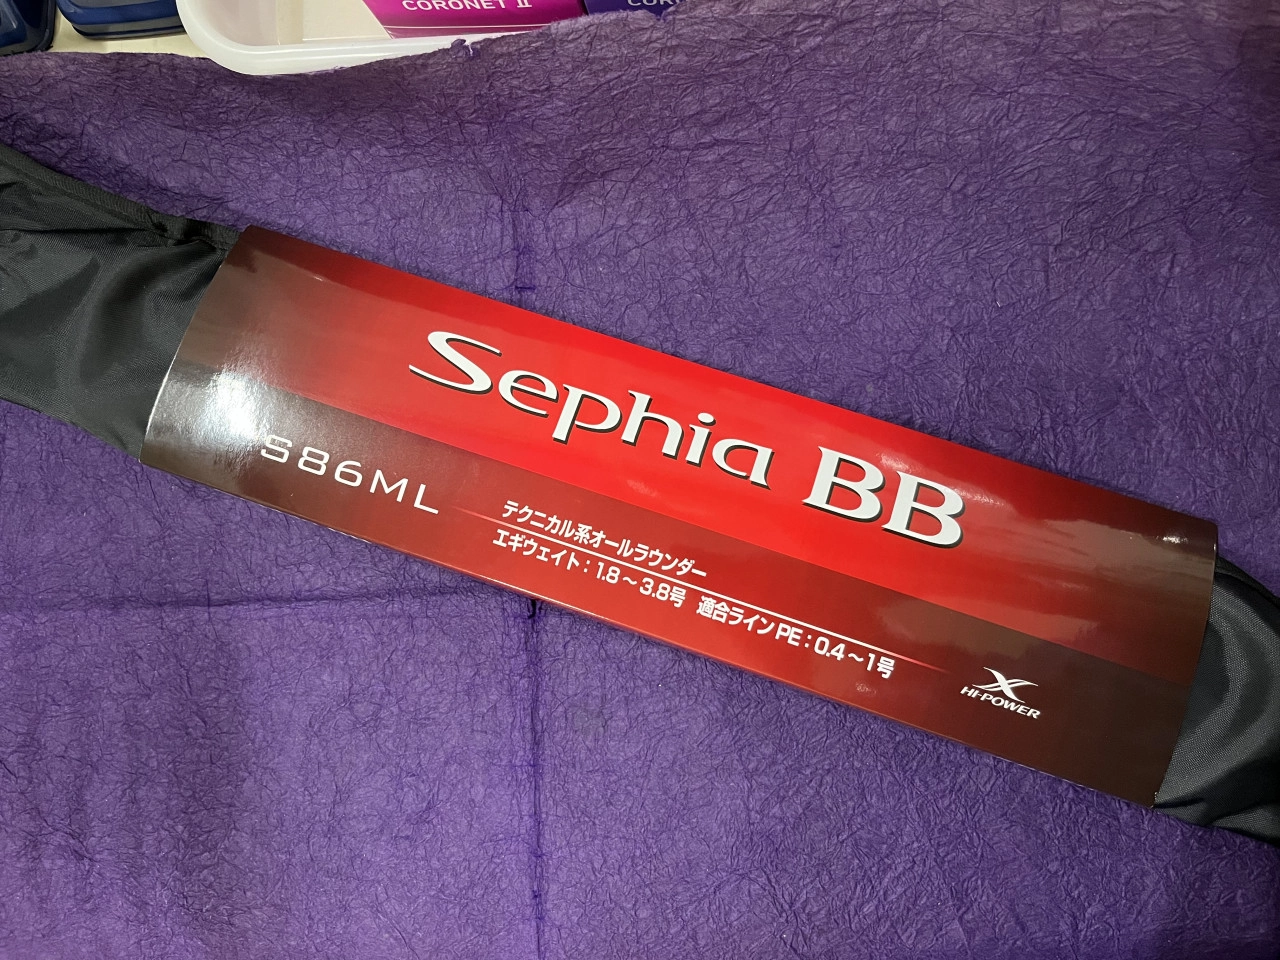 CORONET II
COR
Sephia BB
S86ML
テクニカル系オールラウンダー
エギウェイト：1.8～3.8号 適合ラインPE：0.4～1号
X
HI-POWER